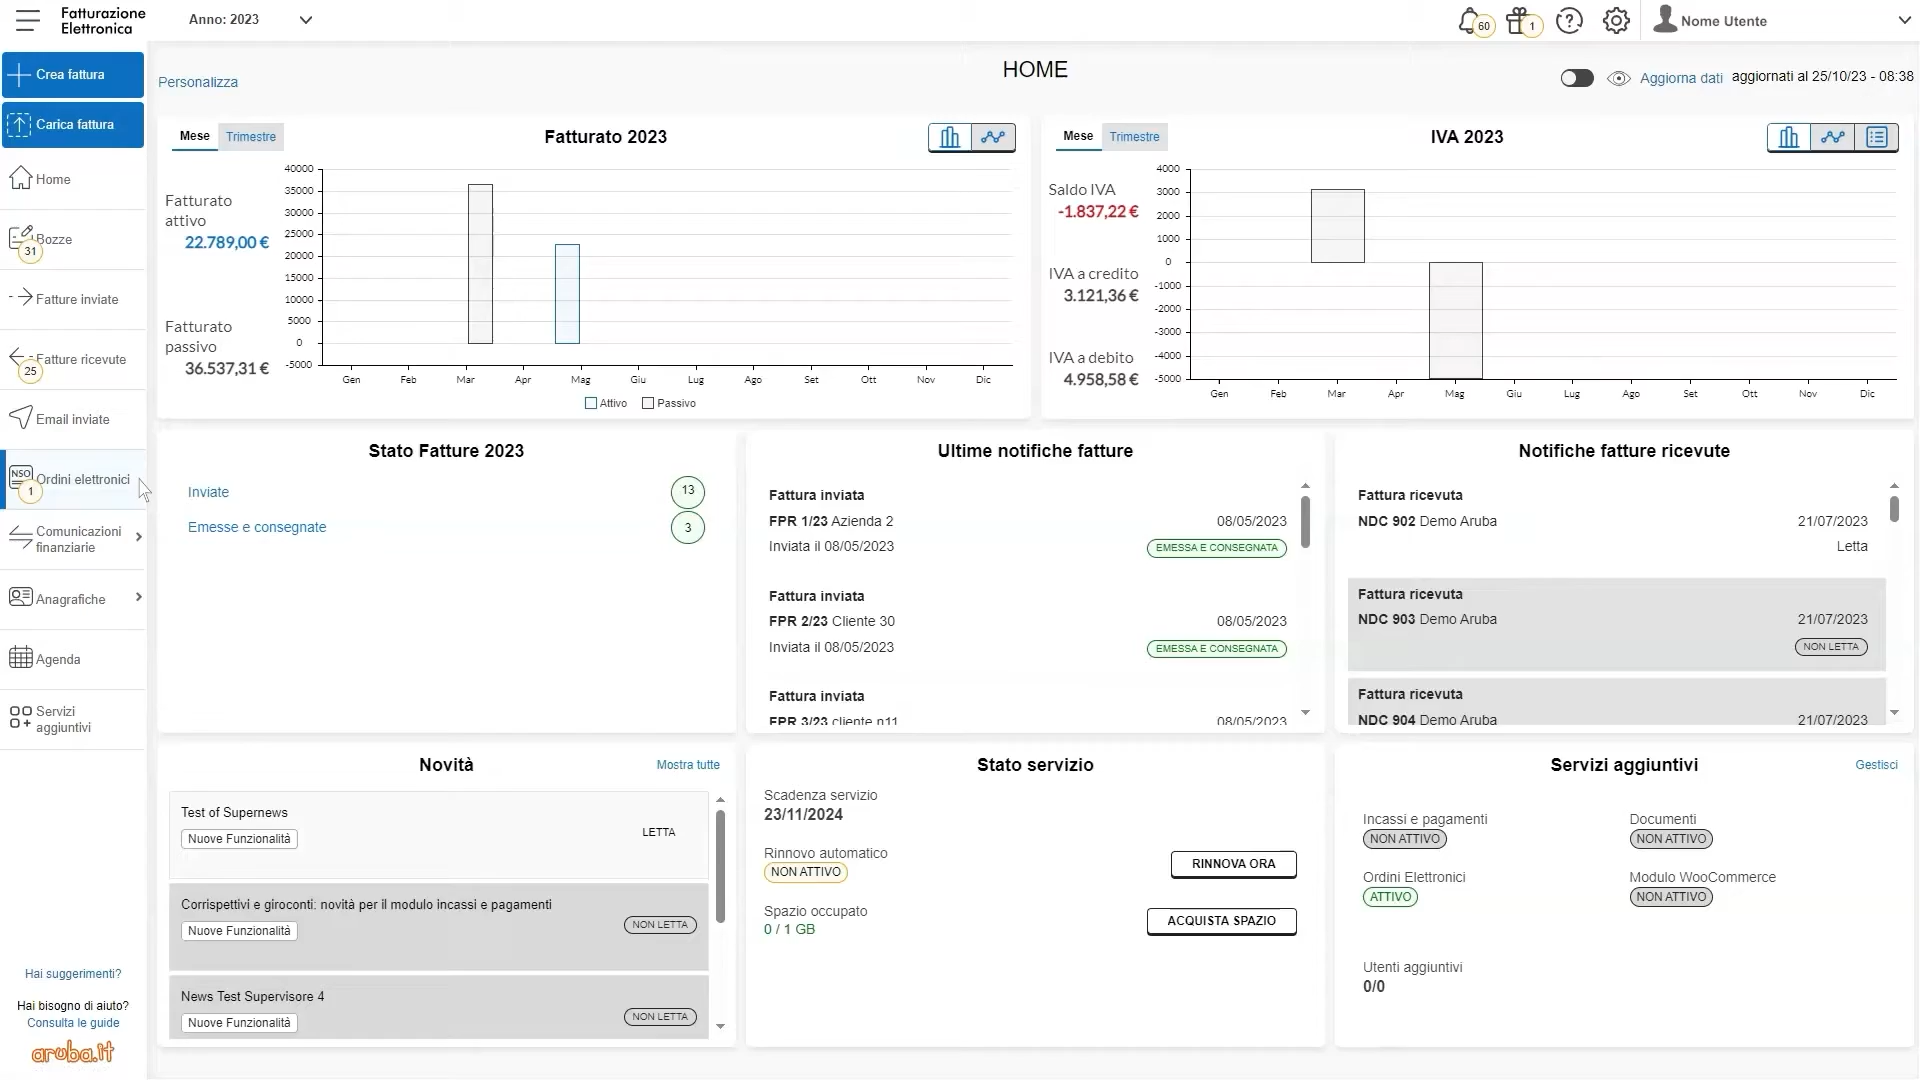 Fatturazione
Elettronica
Anno: 2023
60
1
Nome Utente
Crea fattura
Carica fattura
Home
Bozze
31
Fatture inviate
Fatture ricevute
25
Email inviate
NSO
Ordini elettronici
1
Comunicazioni
finanziarie
Anagrafiche
Agenda
Servizi
aggiuntivi
Hai suggerimenti?
Hai bisogno di aiuto?
Consulta le guide
aruba.it
Personalizza
HOME
Aggiorna dati aggiornati al 25/10/23 - 08:38
Mese Trimestre
Fatturato 2023
Fatturato
attivo
22.789,00 €
Fatturato
passivo
36.537,31 €
40000
35000
30000
25000
20000
15000
10000
5000
0
-5000
Gen Feb Mar Apr Mag Giu Lug Ago Set Ott Nov Dic
Attivo Passivo
Mese Trimestre
IVA 2023
Saldo IVA
-1.837,22 €
IVA a credito
3.121,36 €
IVA a debito
4.958,58 €
4000
3000
2000
1000
0
-1000
-2000
-3000
-4000
-5000
Gen Feb Mar Apr Mag Giu Lug Ago Set Ott Nov Dic
Stato Fatture 2023
Inviate 13
Emesse e consegnate 3
Ultime notifiche fatture
Fattura inviata
FPR 1/23 Azienda 2 08/05/2023
Inviata il 08/05/2023 EMESSA E CONSEGNATA
Fattura inviata
FPR 2/23 Cliente 30 08/05/2023
Inviata il 08/05/2023 EMESSA E CONSEGNATA
Fattura inviata
FPR 3/23 cliente n11 08/05/2023
Notifiche fatture ricevute
Fattura ricevuta
NDC 902 Demo Aruba 21/07/2023
Letta
Fattura ricevuta
NDC 903 Demo Aruba 21/07/2023
NON LETTA
Fattura ricevuta
NDC 904 Demo Aruba 21/07/2023
Novità
Mostra tutte
Test of Supernews
Nuove Funzionalità
LETTA
Corrispettivi e giroconti: novità per il modulo incassi e pagamenti
Nuove Funzionalità
NON LETTA
News Test Supervisore 4
Nuove Funzionalità
NON LETTA
Stato servizio
Scadenza servizio
23/11/2024
Rinnovo automatico
NON ATTIVO
RINNOVA ORA
Spazio occupato
0 / 1 GB
ACQUISTA SPAZIO
Servizi aggiuntivi
Gestisci
Incassi e pagamenti
NON ATTIVO
Documenti
NON ATTIVO
Ordini Elettronici
ATTIVO
Modulo WooCommerce
NON ATTIVO
Utenti aggiuntivi
0/0